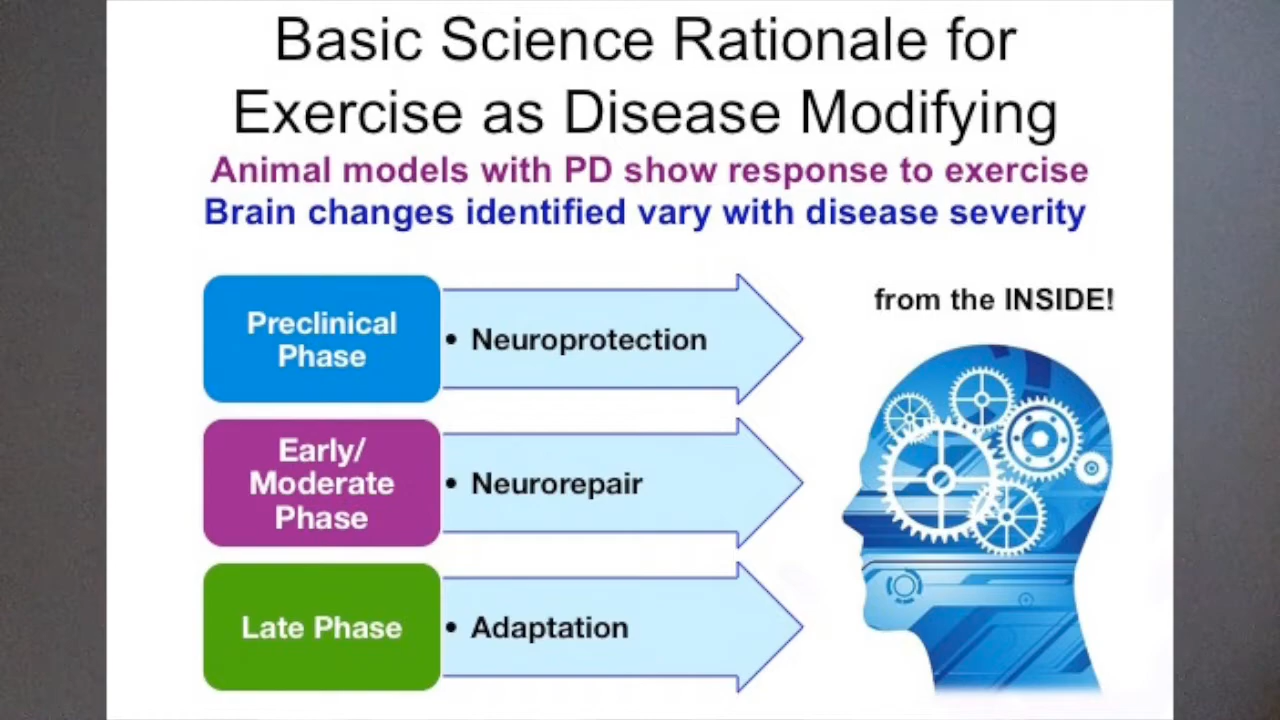 Basic Science Rationale for
Exercise as Disease Modifying
Animal models with PD show response to exercise
Brain changes identified vary with disease severity
Preclinical
Phase
• Neuroprotection
from the INSIDE!
Early/
Moderate
Phase
• Neurorepair
Late Phase
• Adaptation